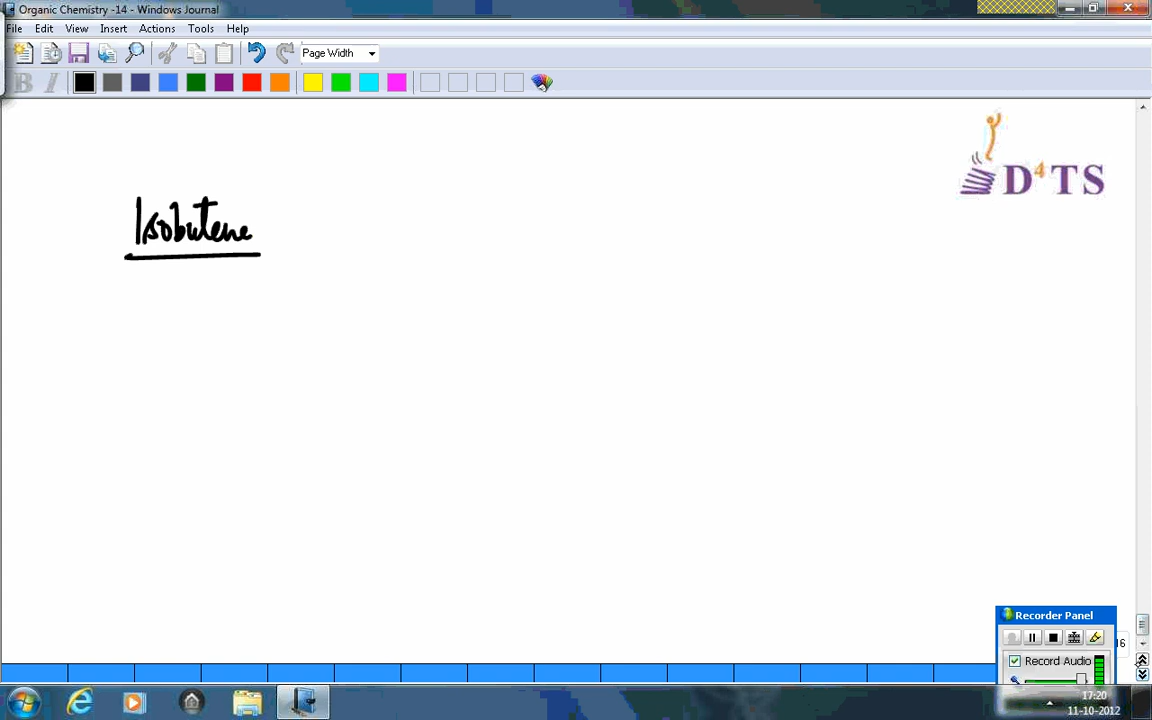 Organic Chemistry -14 - Windows Journal
File Edit View Insert Actions Tools Help
Page Width
B I
D4TS
Isobutene
Recorder Panel
16
Record Audio
17:20
11-10-2012